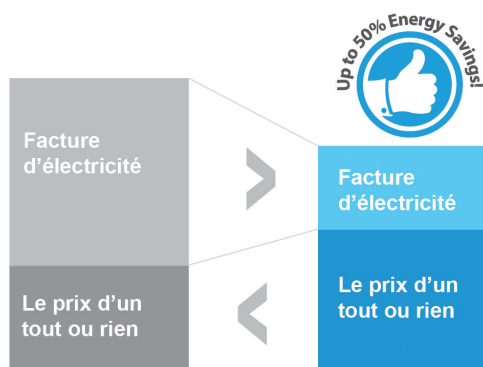 Up to 50% Energy Savings!
Facture
d'électricité
>
Facture
d'électricité
Le prix d'un
tout ou rien
<
Le prix d'un
tout ou rien